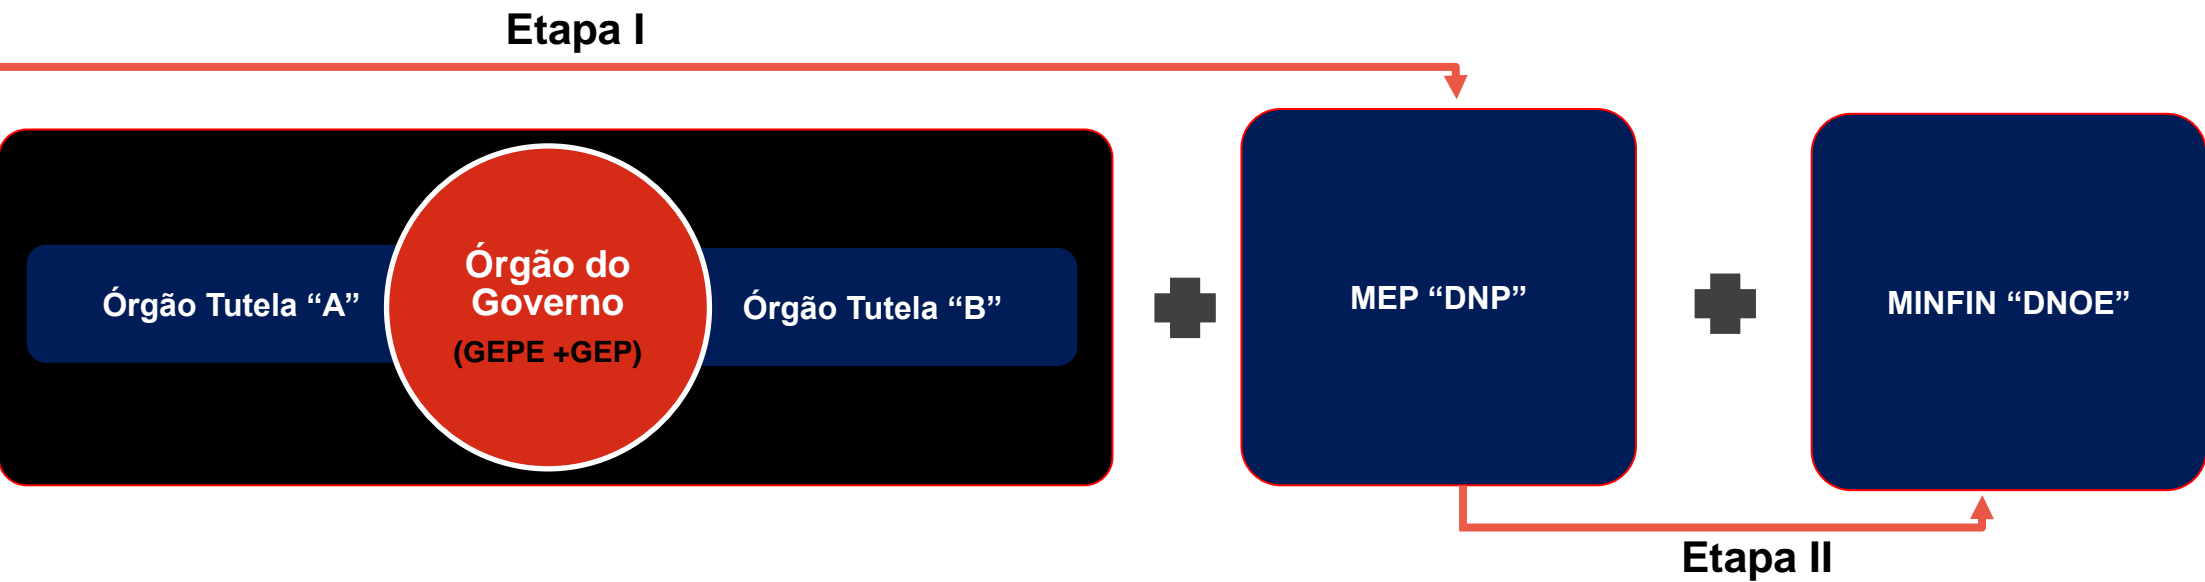 Etapa I
Órgão Tutela “A”
Órgão do
Governo
(GEPE +GEP)
Órgão Tutela “B”
MEP “DNP”
MINFIN “DNOE”
Etapa II